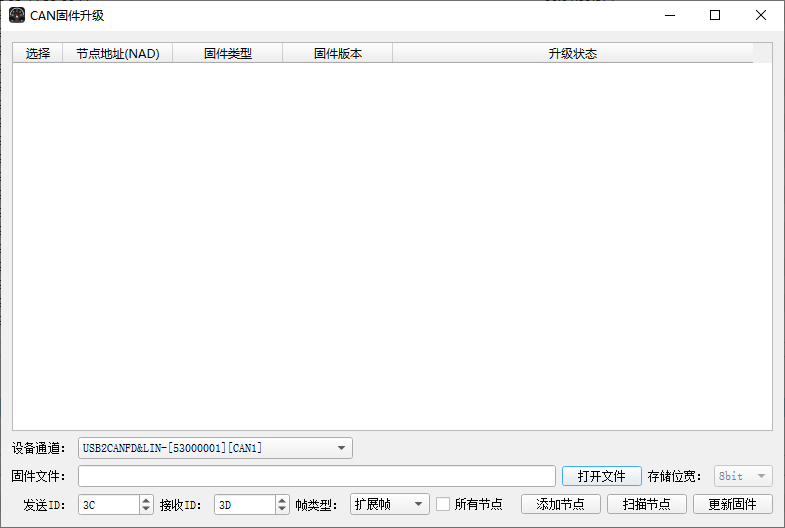 CAN固件升级
选择 节点地址(NAD) 固件类型 固件版本 升级状态
设备通道： USB2CANFD&LIN-[53000001][CAN1]
固件文件： 打开文件 存储位宽： 8bit
发送ID： 3C 接收ID： 3D 帧类型： 扩展帧 所有节点 添加节点 扫描节点 更新固件